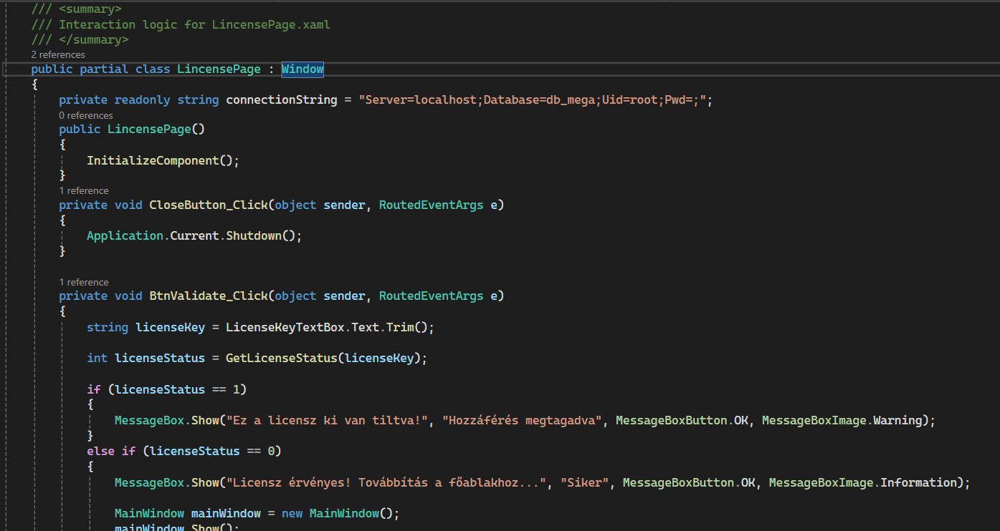 /// <summary>
/// Interaction logic for LincensePage.xaml
/// </summary>
2 references
public partial class LincensePage : Window
{
private readonly string connectionString = "Server=localhost;Database=db_mega;Uid=root;Pwd=;";
0 references
public LincensePage()
{
InitializeComponent();
}
1 reference
private void CloseButton_Click(object sender, RoutedEventArgs e)
{
Application.Current.Shutdown();
}
1 reference
private void BtnValidate_Click(object sender, RoutedEventArgs e)
{
string licenseKey = LicenseKeyTextBox.Text.Trim();
int licenseStatus = GetLicenseStatus(licenseKey);
if (licenseStatus == 1)
{
MessageBox.Show("Ez a licensz ki van tiltva!", "Hozzáférés megtagadva", MessageBoxButton.OK, MessageBoxImage.Warning);
}
else if (licenseStatus == 0)
{
MessageBox.Show("Licensz érvényes! Továbbítás a főablakhoz...", "Siker", MessageBoxButton.OK, MessageBoxImage.Information);
MainWindow mainWindow = new MainWindow();
mainWindow.Show();